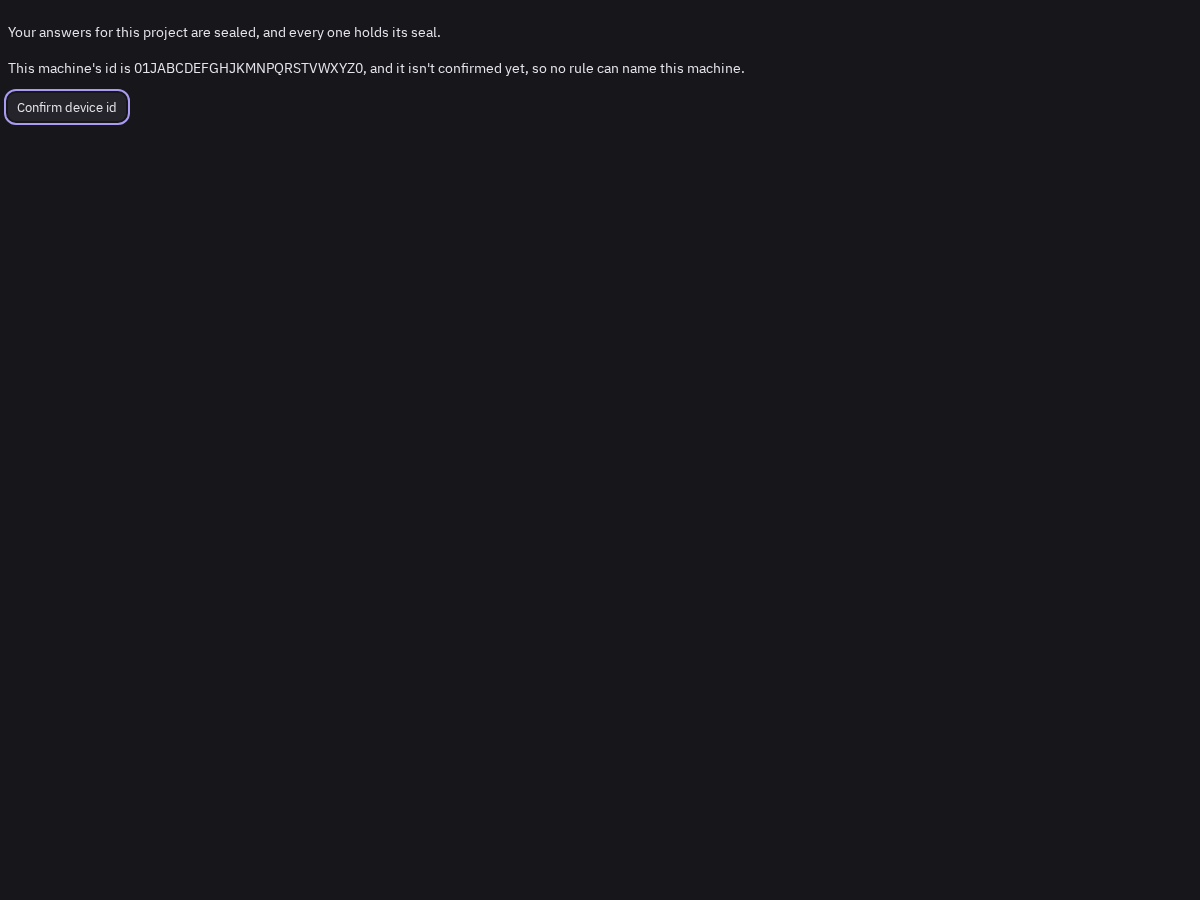 Your answers for this project are sealed, and every one holds its seal.
This machine's id is 01JABCDEFGHJKMNPQRSTVWXYZ0, and it isn't confirmed yet, so no rule can name this machine.
Confirm device id